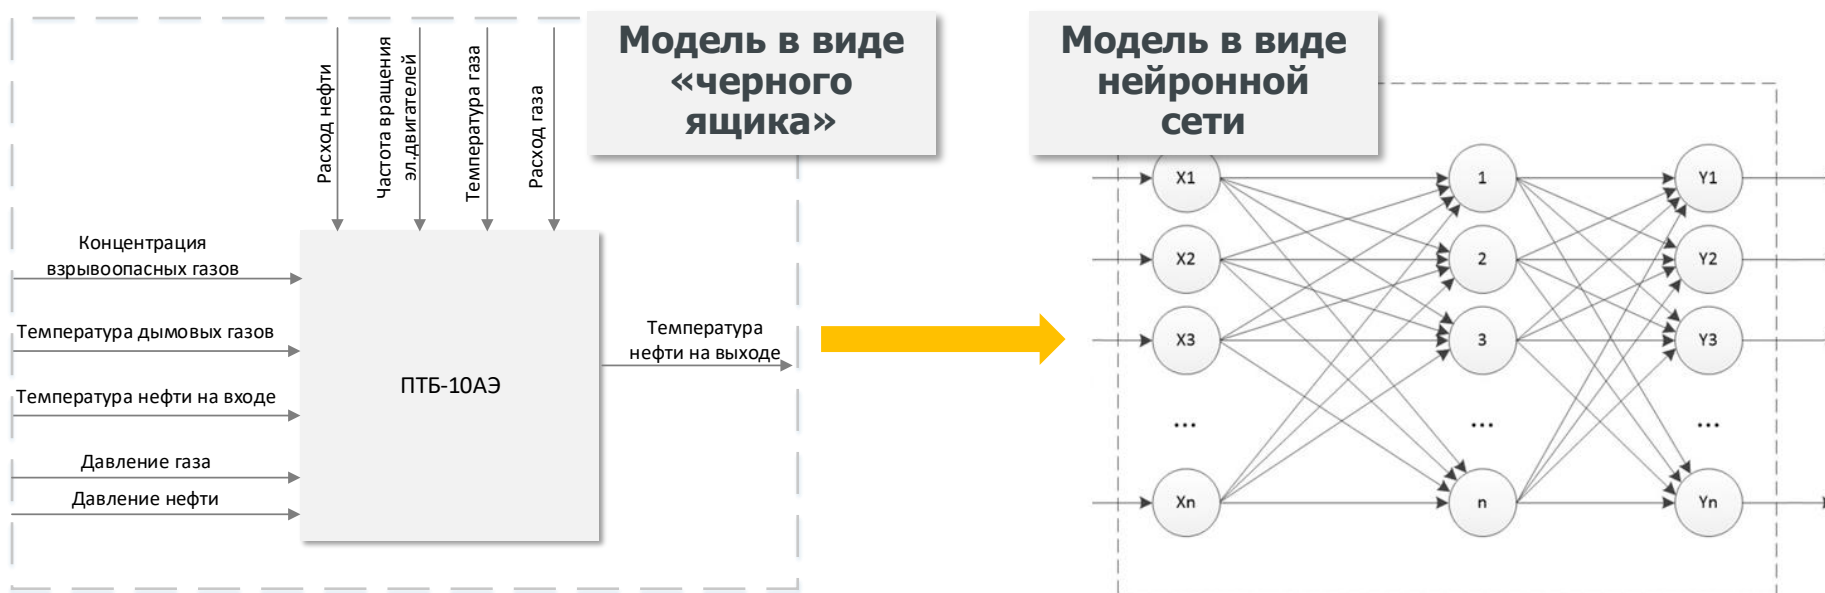 Модель в виде
«черного
ящика»
Расход нефти
Частота вращения
эл.двигателей
Температура газа
Расход газа
Концентрация
взрывоопасных газов
Температура дымовых газов
Температура нефти на входе
Давление газа
Давление нефти
ПТБ-10АЭ
Температура
нефти на выходе
Модель в виде
нейронной
сети
X1
1
Y1
X2
2
Y2
X3
3
Y3
...
...
...
Xn
n
Yn